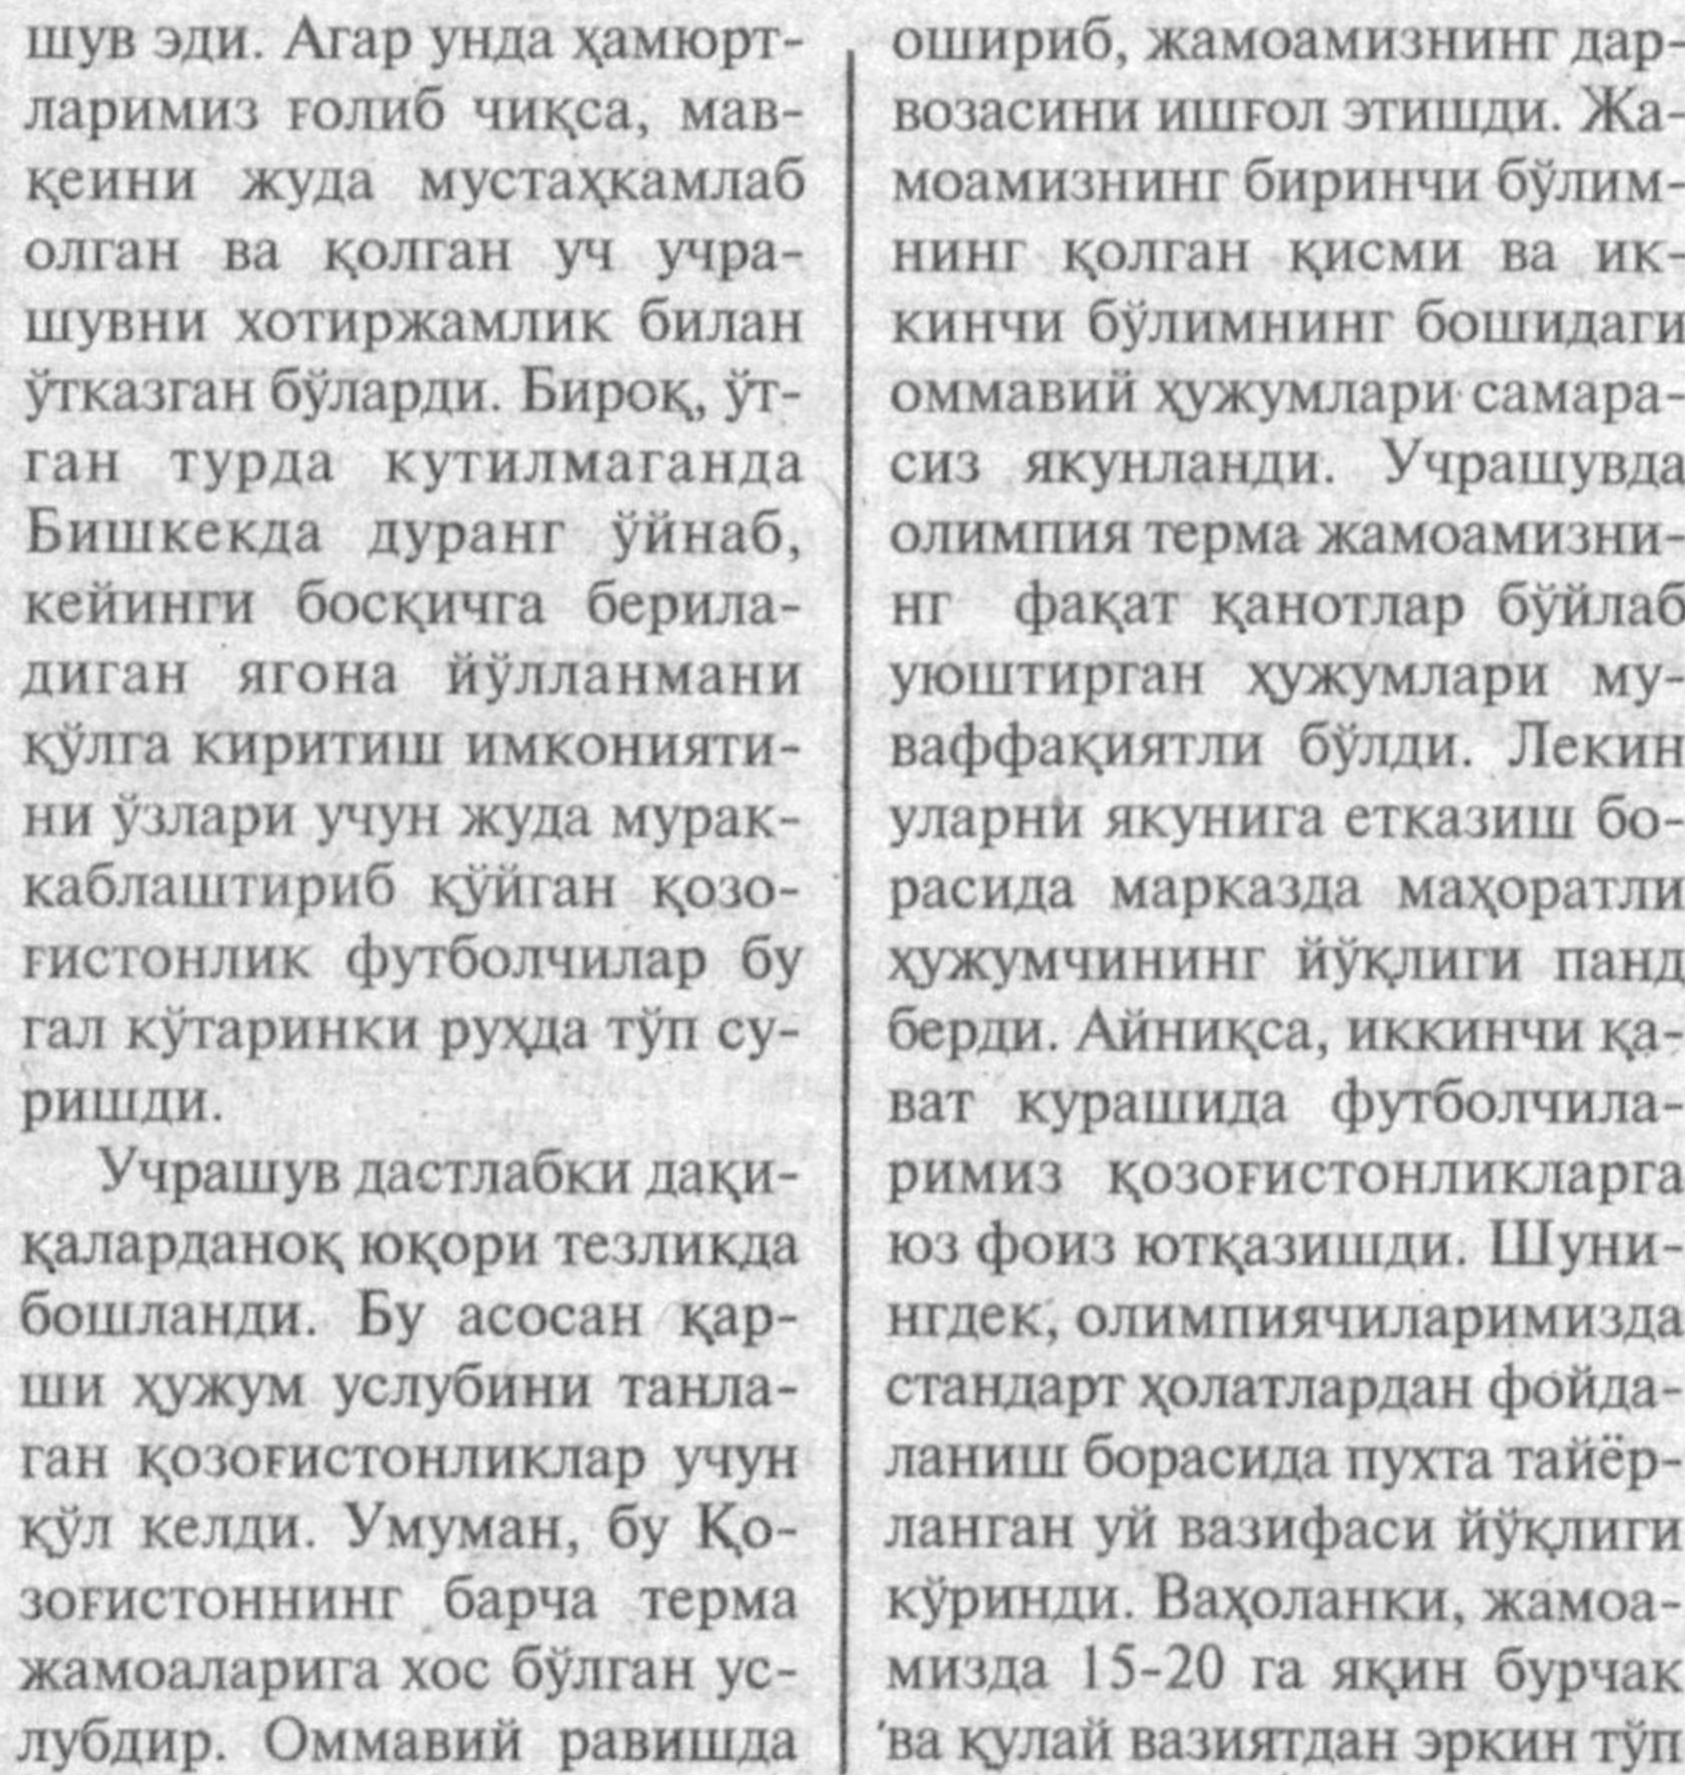 шув эди. Агар унда ҳамюрт-
ларимиз ғолиб чиқса, мав-
қеини жуда мустаҳкамлаб
олган ва қолган уч учра-
шувни хотиржамлик билан
ўтказган бўларди. Бироқ, ўт-
ган турда кутилмаганда
Бишкекда дуранг ўйнаб,
кейинги босқичга берила-
диган ягона йўлланмани
қўлга киритиш имконияти-
ни ўзлари учун жуда мурак-
каблаштириб қўйган қозо-
ғистонлик футболчилар бу
гал кўтаринки руҳда тўп су-
ришди.
Учрашув дастлабки дақи-
қаларданоқ юқори тезликда
бошланди. Бу асосан қар-
ши ҳужум услубини танла-
ган қозоғистонликлар учун
қўл келди. Умуман, бу Қо-
зоғистоннинг барча терма
жамоаларига хос бўлган ус-
лубдир. Оммавий равишда
ошириб, жамоамизнинг дар-
возасини ишғол этишди. Жа-
моамизнинг биринчи бўлим-
нинг қолган қисми ва ик-
кинчи бўлимнинг бошидаги
оммавий ҳужумлари самара-
сиз якунланди. Учрашувда
олимпия терма жамоамизни-
нг фақат қанотлар бўйлаб
уюштирган ҳужумлари му-
ваффақиятли бўлди. Лекин
уларни якунига етказиш бо-
расида марказда маҳоратли
ҳужумчининг йўқлиги панд
берди. Айниқса, иккинчи қа-
ват курашида футболчила-
римиз қозоғистонликларга
юз фоиз ютқазишди. Шуни-
нгдек, олимпиячиларимизда
стандарт ҳолатлардан фойда-
ланиш борасида пухта тайёр-
ланган уй вазифаси йўқлиги
кўринди. Ваҳоланки, жамоа-
мизда 15-20 га яқин бурчак
ва қулай вазиятдан эркин тўп